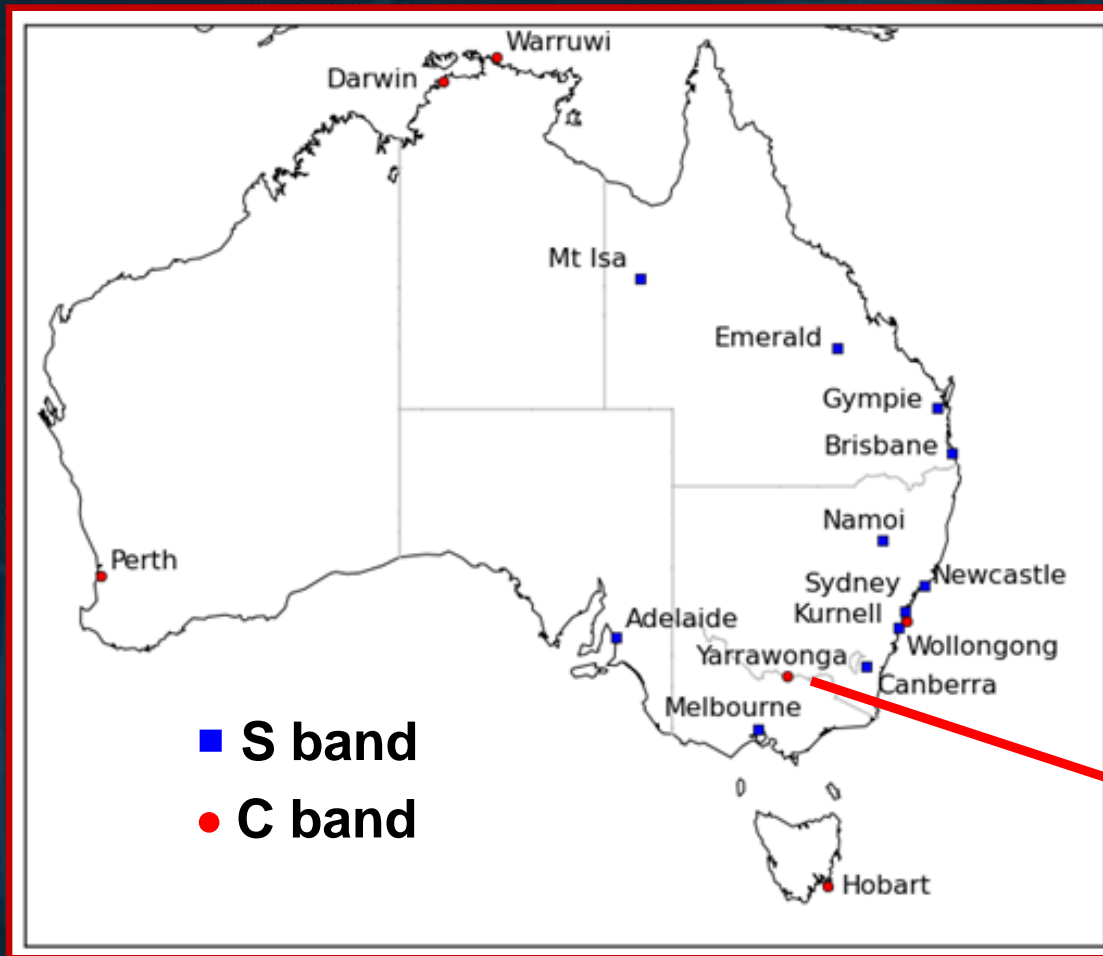 Warruwi
Darwin
Mt Isa
Emerald
Gympie
Brisbane
Namoi
Perth
Sydney
Newcastle
Kurnell
Adelaide
Wollongong
Yarrawonga
Canberra
Melbourne
S band
C band
Hobart